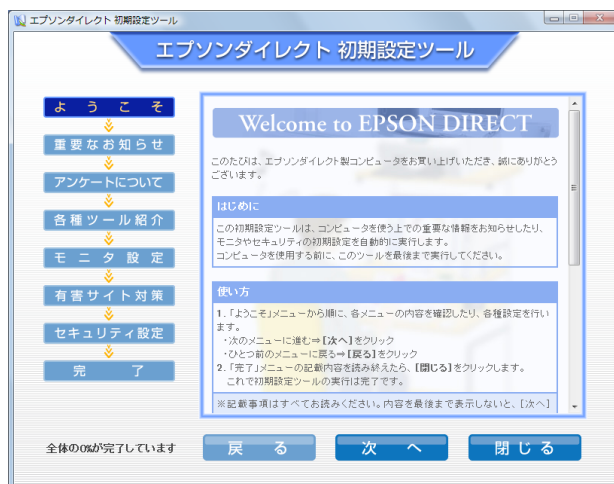 エプソンダイレクト 初期設定ツール
エプソンダイレクト 初期設定ツール
ようこそ
重要なお知らせ
アンケートについて
各種ツール紹介
モニタ設定
有害サイト対策
セキュリティ設定
完了
Welcome to EPSON DIRECT
このたびは、エプソンダイレクト製コンピュータをお買い上げいただき、誠にありがとう
ございます。
はじめに
この初期設定ツールは、コンピュータを使う上での重要な情報をお知らせしたり、
モニタやセキュリティの初期設定を自動的に実行します。
コンピュータを使用する前に、このツールを最後まで実行してください。
使い方
1.「ようこそ」メニューから順に、各メニューの内容を確認したり、各種設定を行い
ます。
・次のメニューに進む⇒[次へ]をクリック
・ひとつ前のメニューに戻る⇒[戻る]をクリック
2.「完了」メニューの記載内容を読み終えたら、[閉じる]をクリックします。
これで初期設定ツールの実行は完了です。
※記載事項はすべてお読みください。内容を最後まで表示しないと、[次へ]
全体の0%が完了しています
戻る
次へ
閉じる